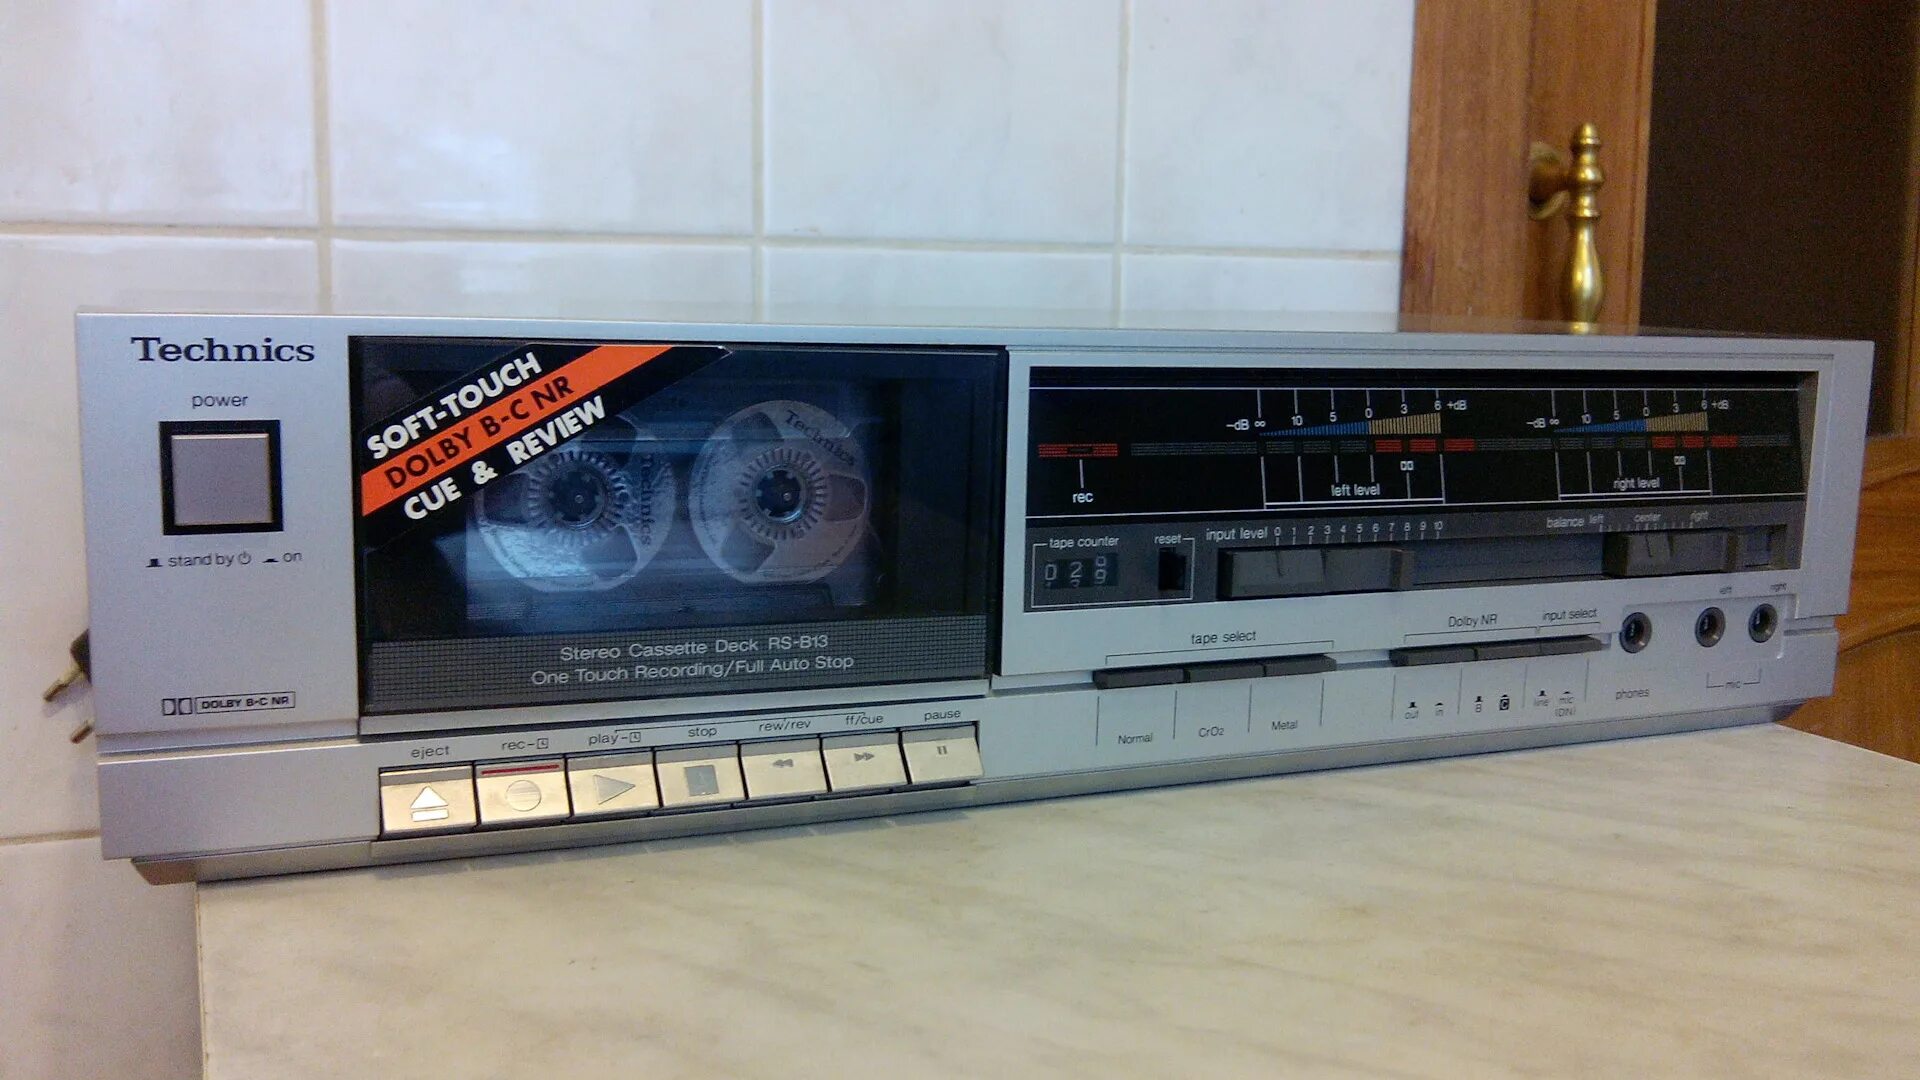 Technics
power
stand by on
DOLBY B-C NR
SOFT-TOUCH
DOLBY B-C NR
CUE & REVIEW
Technics
Technics
Stereo Cassette Deck RS-B13
One Touch Recording/Full Auto Stop
eject
rec-
play-
stop
rew/rev
ff/cue
pause
rec
-dB ∞ 10 5 0 3 6 +dB
left level
-dB ∞ 10 5 0 3 6 +dB
right level
tape counter
reset
input level 0 1 2 3 4 5 6 7 8 9 10
balance left center right
tape select
Normal
CrO2
Metal
Dolby NR
out in
B C
input select
line mic (DIN)
phones
left right
mic